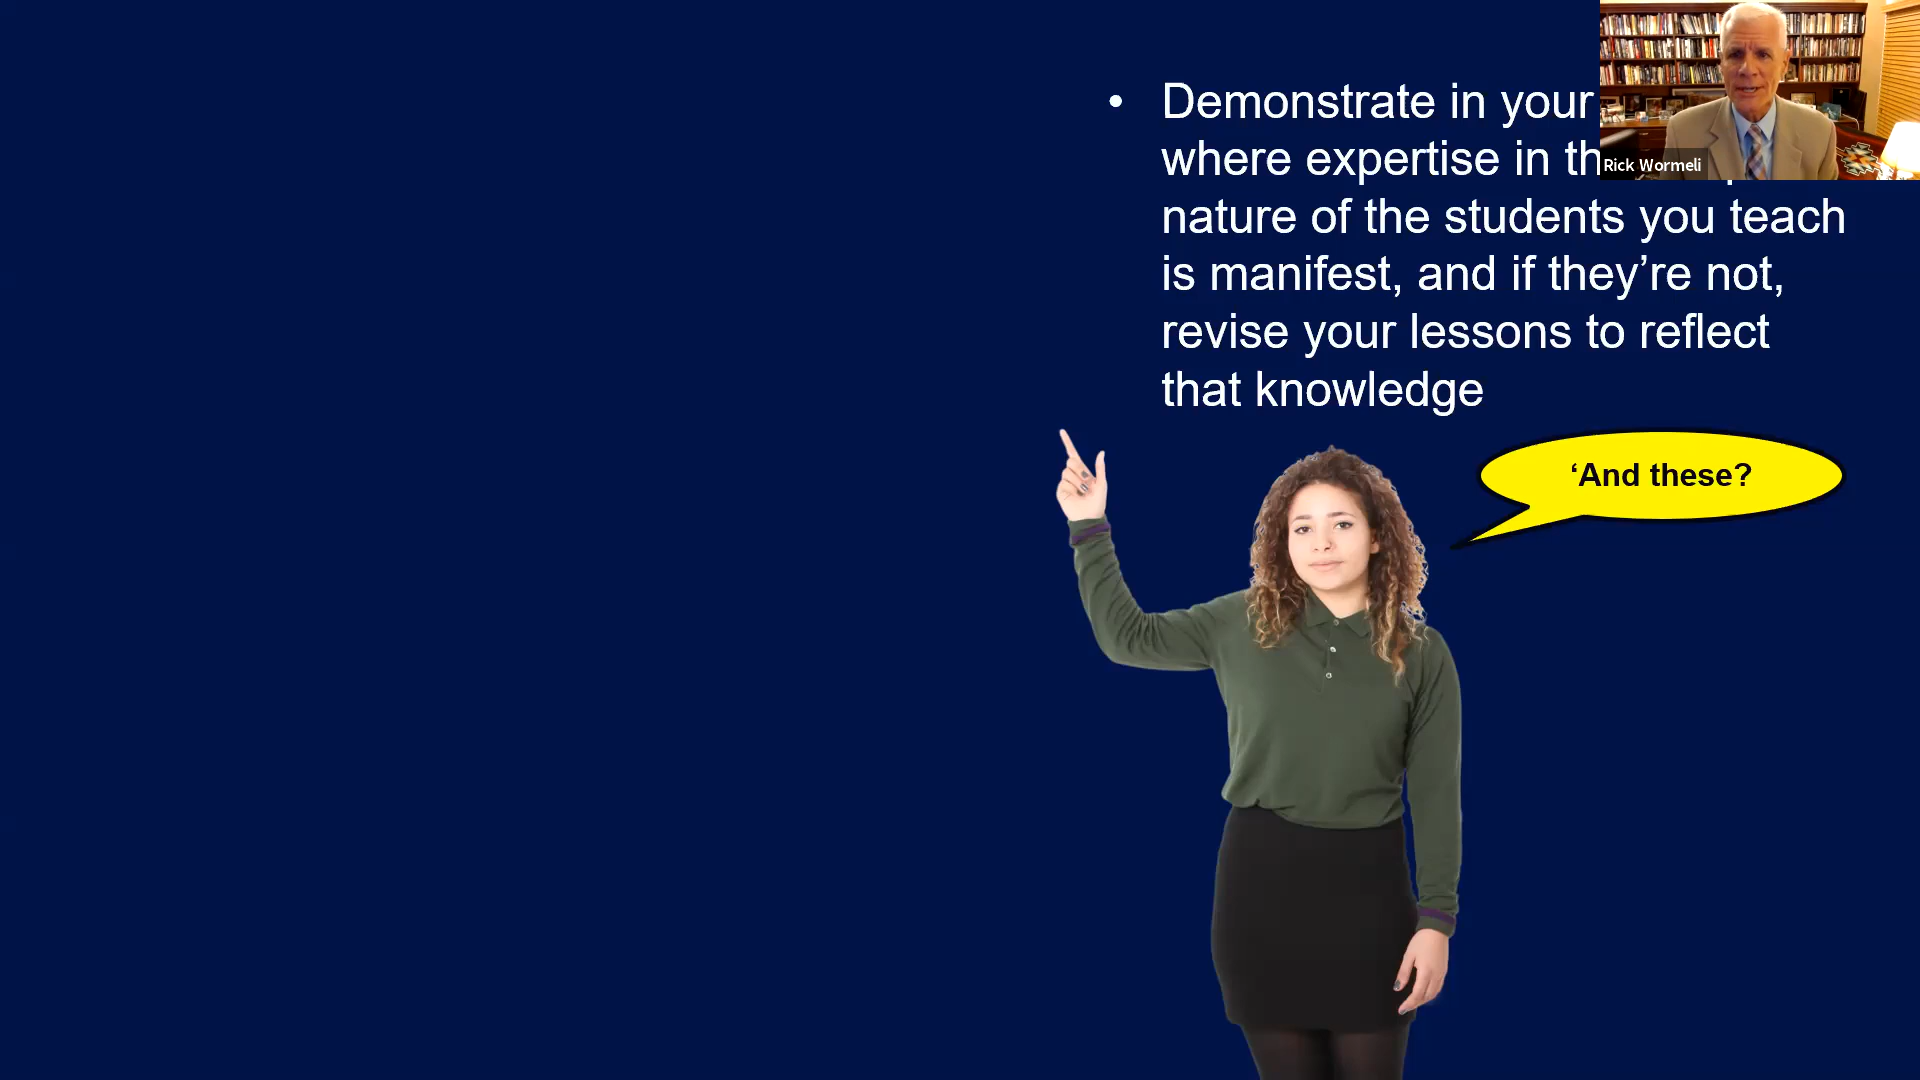 • Demonstrate in your
where expertise in
nature of the students you teach
is manifest, and if they’re not,
revise your lessons to reflect
that knowledge
Rick Wormeli
‘And these?